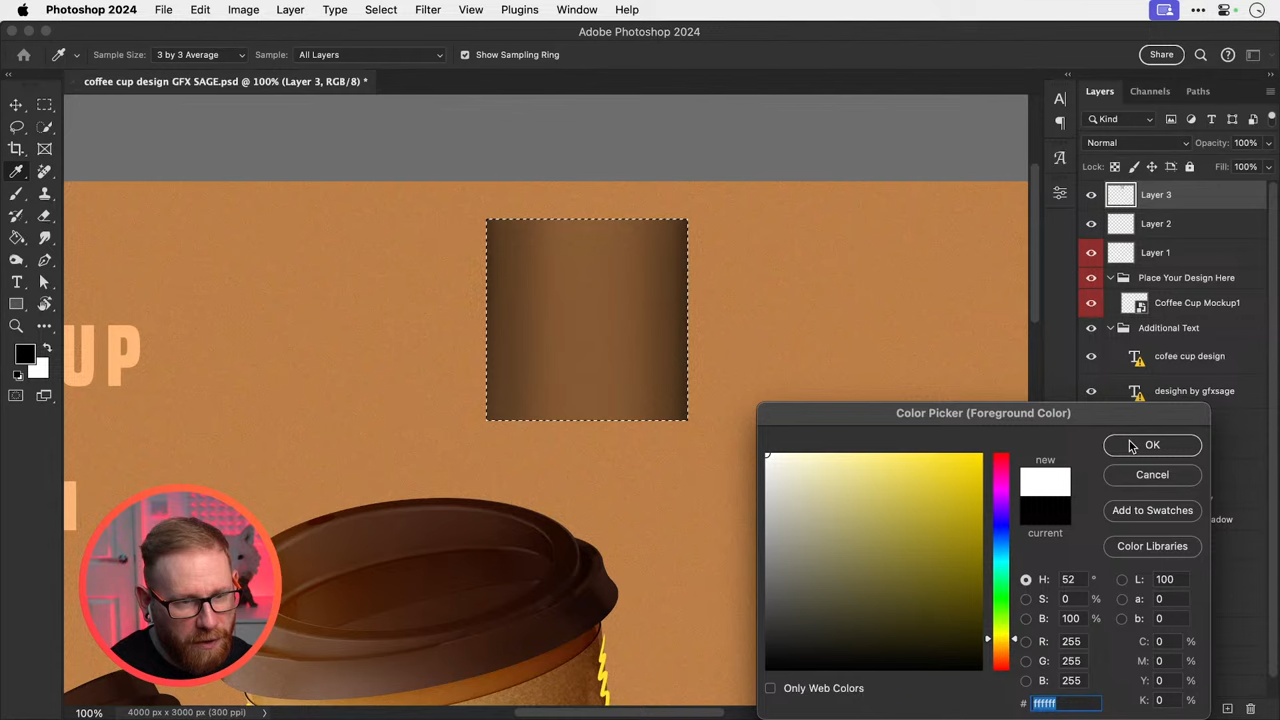 Photoshop 2024 File Edit Image Layer Type Select Filter View Plugins Window Help
Adobe Photoshop 2024
Sample Size: 3 by 3 Average Sample: All Layers Show Sampling Ring Share
coffee cup design GFX SAGE.psd @ 100% (Layer 3, RGB/8) *
Layers Channels Paths
Kind
Normal Opacity: 100%
Lock: Fill: 100%
Layer 3
Layer 2
Layer 1
Place Your Design Here
Coffee Cup Mockup1
Additional Text
cofee cup design
desighn by gfxsage
UP
Color Picker (Foreground Color)
OK
new
Cancel
Add to Swatches
current
Color Libraries
H: 52 ° L: 100
S: 0 % a: 0
B: 100 % b: 0
R: 255 C: 0 %
G: 255 M: 0 %
B: 255 Y: 0 %
Only Web Colors
# ffffff K: 0 %
100% 4000 px x 3000 px (300 ppi)